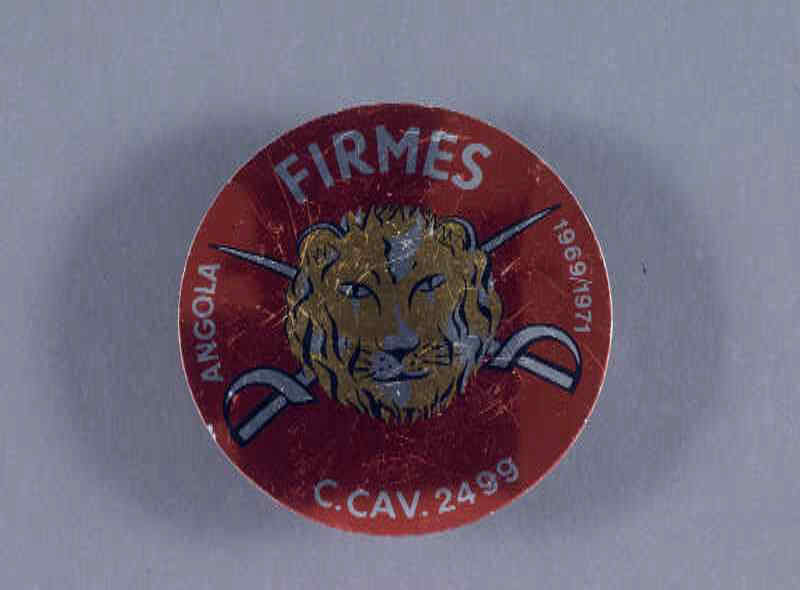 FIRMES
ANGOLA
1969/1971
C.CAV. 2499